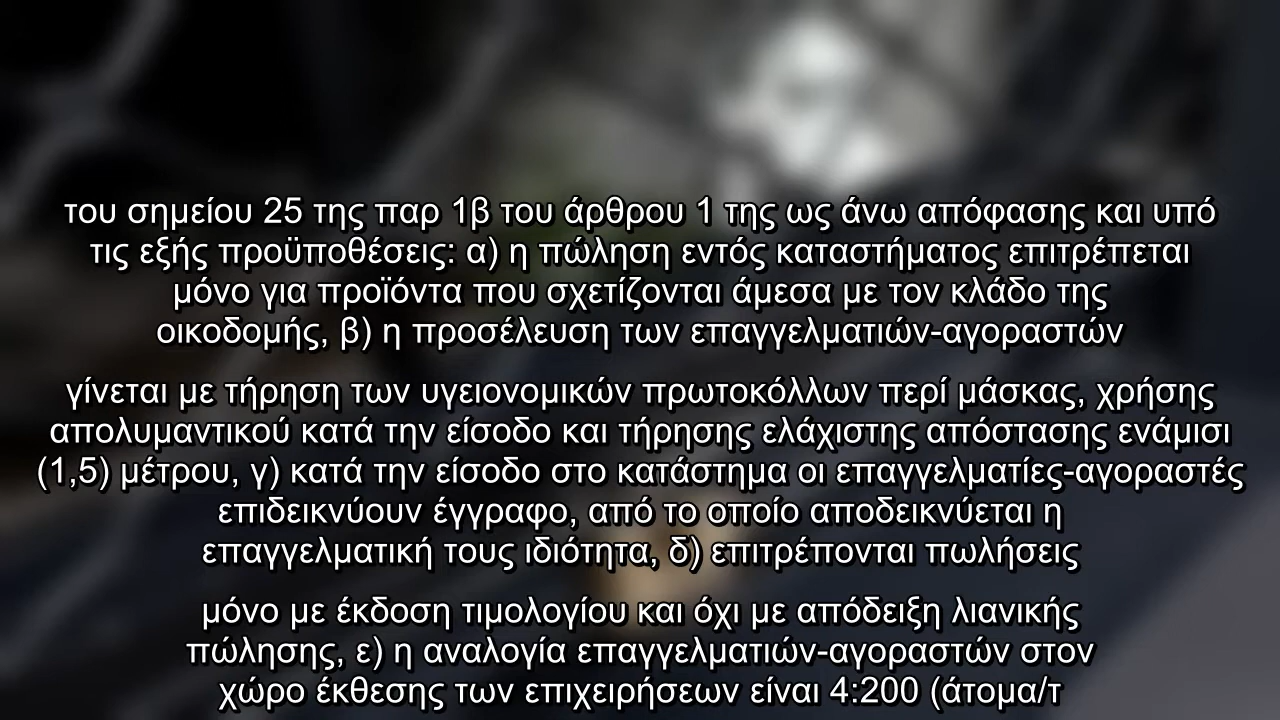 του σημείου 25 της παρ 1β του άρθρου 1 της ως άνω απόφασης και υπό
τις εξής προϋποθέσεις: α) η πώληση εντός καταστήματος επιτρέπεται
μόνο για προϊόντα που σχετίζονται άμεσα με τον κλάδο της
οικοδομής, β) η προσέλευση των επαγγελματιών-αγοραστών
γίνεται με τήρηση των υγειονομικών πρωτοκόλλων περί μάσκας, χρήσης
απολυμαντικού κατά την είσοδο και τήρησης ελάχιστης απόστασης ενάμισι
(1,5) μέτρου, γ) κατά την είσοδο στο κατάστημα οι επαγγελματίες-αγοραστές
επιδεικνύουν έγγραφο, από το οποίο αποδεικνύεται η
επαγγελματική τους ιδιότητα, δ) επιτρέπονται πωλήσεις
μόνο με έκδοση τιμολογίου και όχι με απόδειξη λιανικής
πώλησης, ε) η αναλογία επαγγελματιών-αγοραστών στον
χώρο έκθεσης των επιχειρήσεων είναι 4:200 (άτομα/τ